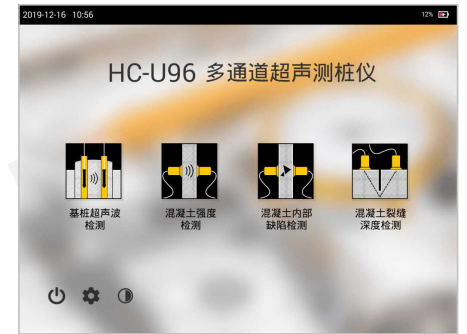 2019-12-16 10:56 12%
HC-U96 多通道超声测桩仪
基桩超声波
检测
混凝土强度
检测
混凝土内部
缺陷检测
混凝土裂缝
深度检测